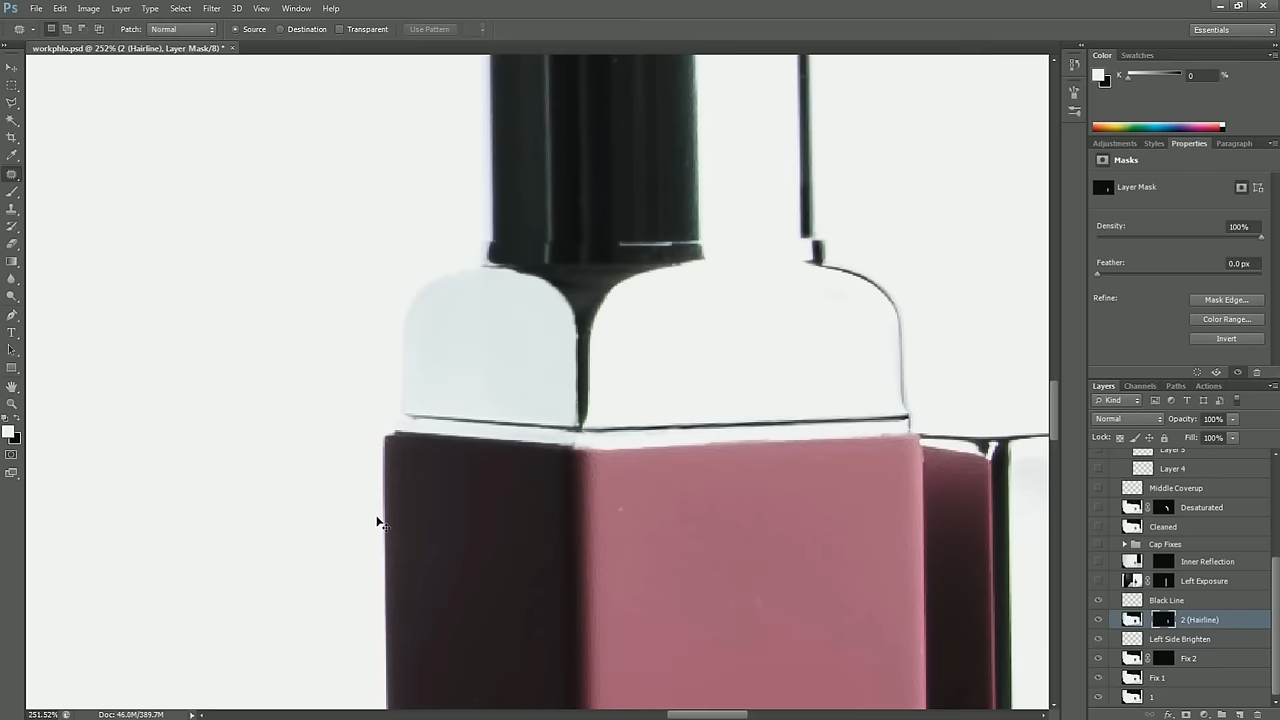 Ps File Edit Image Layer Type Select Filter 3D View Window Help
Patch: Normal Source Destination Transparent Use Pattern Essentials
workphlo.psd @ 252% (2 (Hairline), Layer Mask/8) * ×
Color Swatches
K 0 %
Adjustments Styles Properties Paragraph
Masks
Layer Mask
Density: 100%
Feather: 0.0 px
Refine: Mask Edge...
Color Range...
Invert
Layers Channels Paths Actions
Kind
Normal Opacity: 100%
Lock: Fill: 100%
Layer 4
Middle Coverup
Desaturated
Cleaned
Cap Fixes
Inner Reflection
Left Exposure
Black Line
2 (Hairline)
Left Side Brighten
Fix 2
Fix 1
1
251.52% Doc: 46.0M/389.7M